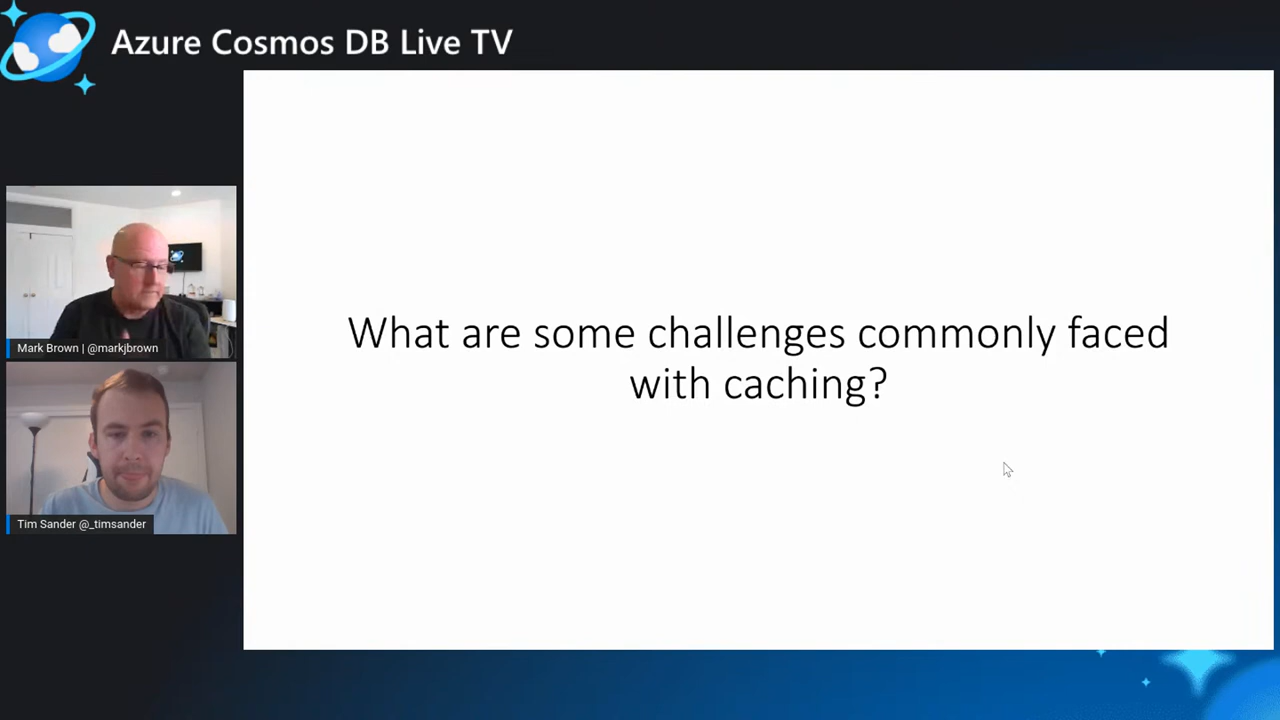 Azure Cosmos DB Live TV
Mark Brown | @markjbrown
Tim Sander @_timsander
What are some challenges commonly faced
with caching?